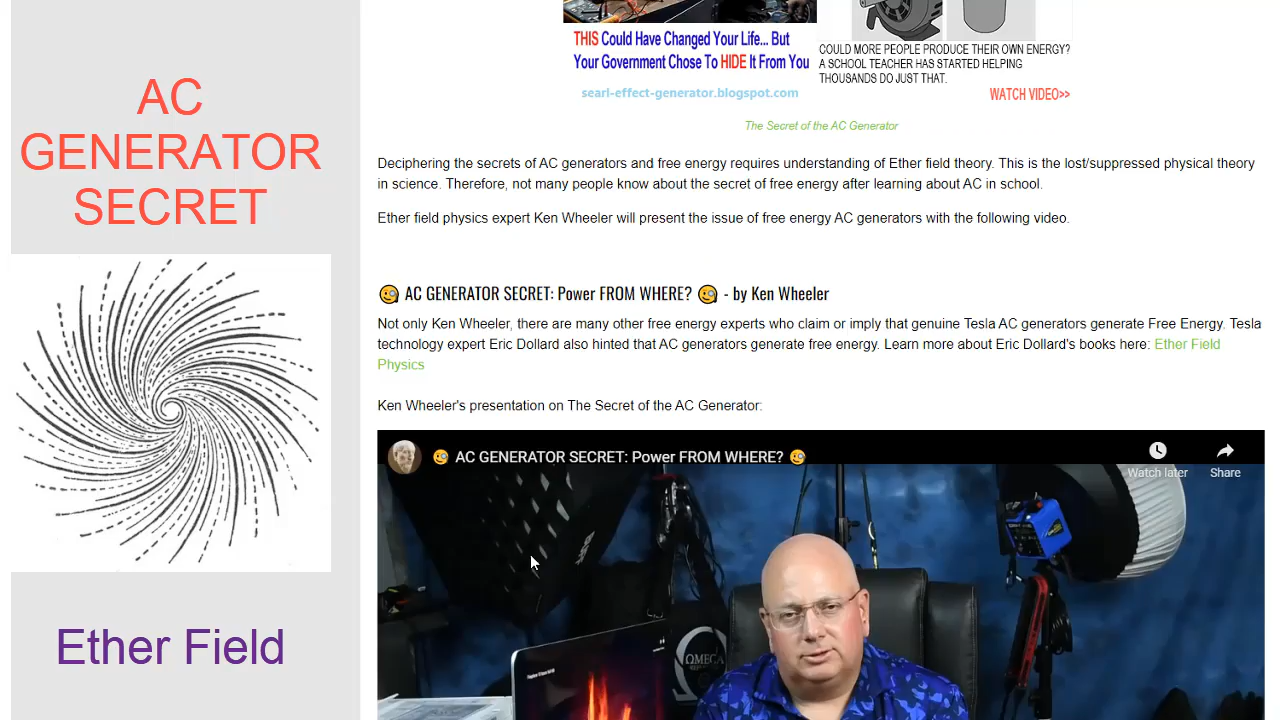 AC
GENERATOR
SECRET
Ether Field
THIS Could Have Changed Your Life... But
Your Government Chose To HIDE It From You
searl-effect-generator.blogspot.com
COULD MORE PEOPLE PRODUCE THEIR OWN ENERGY?
A SCHOOL TEACHER HAS STARTED HELPING
THOUSANDS DO JUST THAT.
WATCH VIDEO>>
The Secret of the AC Generator
Deciphering the secrets of AC generators and free energy requires understanding of Ether field theory. This is the lost/suppressed physical theory
in science. Therefore, not many people know about the secret of free energy after learning about AC in school.
Ether field physics expert Ken Wheeler will present the issue of free energy AC generators with the following video.
🧐 AC GENERATOR SECRET: Power FROM WHERE? 🧐 - by Ken Wheeler
Not only Ken Wheeler, there are many other free energy experts who claim or imply that genuine Tesla AC generators generate Free Energy. Tesla
technology expert Eric Dollard also hinted that AC generators generate free energy. Learn more about Eric Dollard's books here: Ether Field
Physics
Ken Wheeler's presentation on The Secret of the AC Generator:
🧐 AC GENERATOR SECRET: Power FROM WHERE? 🧐
Watch later
Share
ΩMEGA